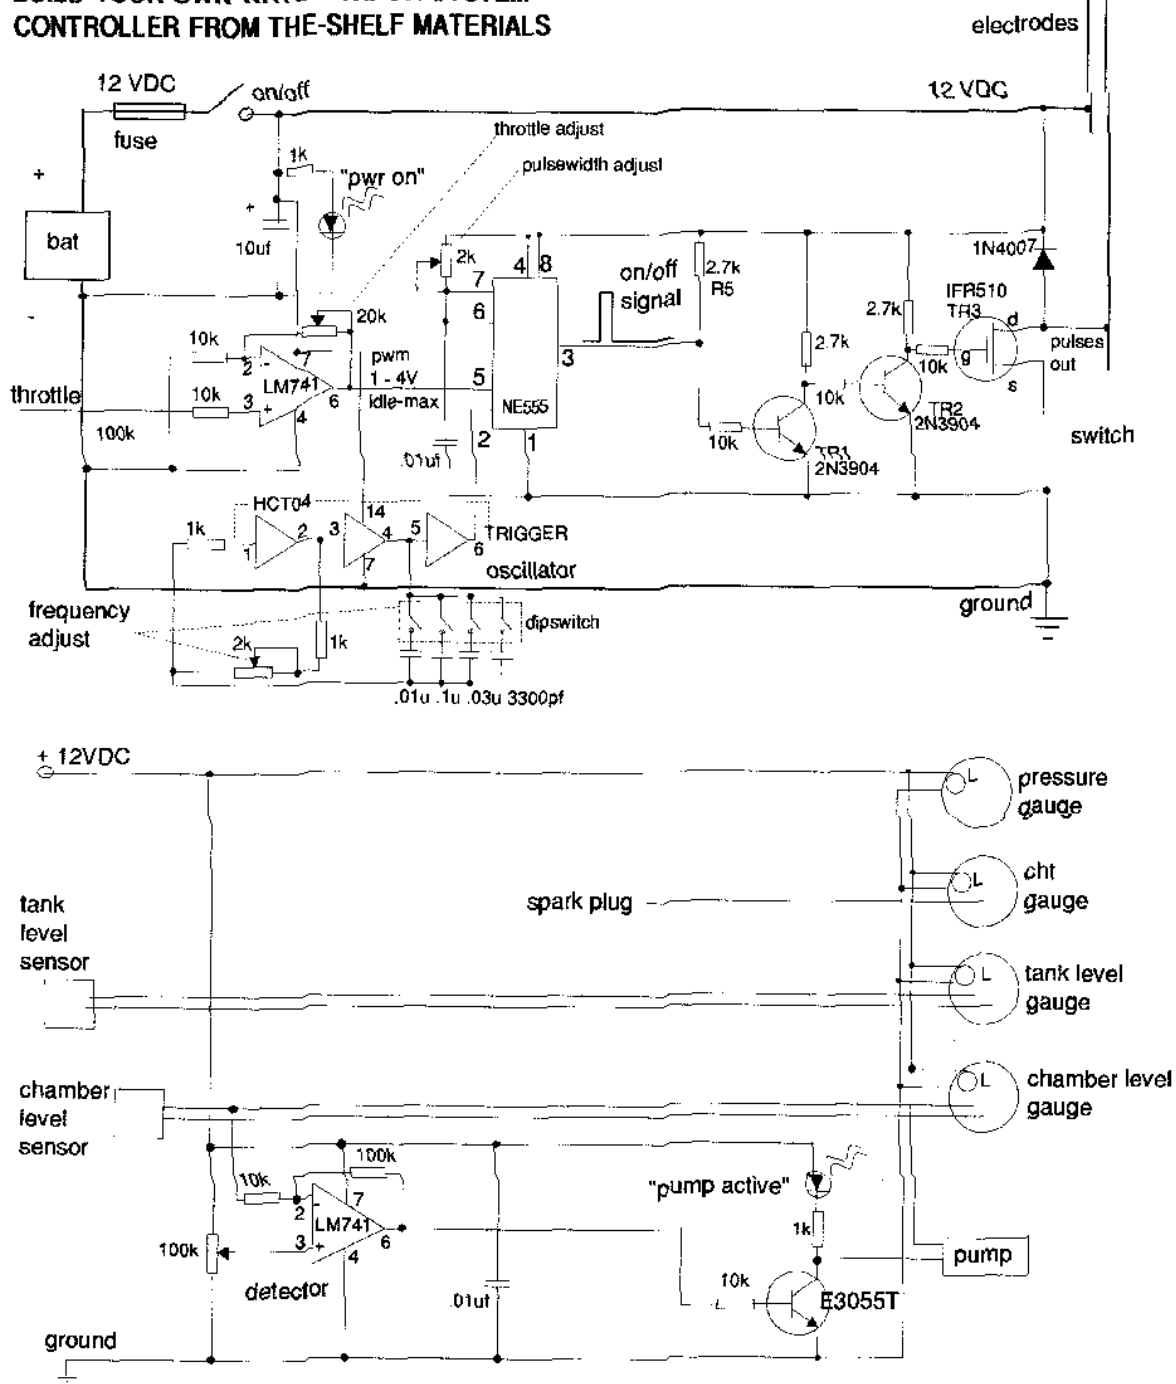 CONTROLLER FROM THE-SHELF MATERIALS
electrodes
12 VDC
on/off
12 VDC
fuse
throttle adjust
pulsewidth adjust
1k
"pwr on"
+
+
bat
10uf
2k
4
8
7
6
on/off
signal
2.7k
R5
1N4007
IFR510
TR3
d
g
s
-
20k
10k
2
-
7
LM741
pwm
1 - 4V
idle-max
5
3
2.7k
2.7k
10k
pulses
out
throttle
10k
3
+
4
6
NE555
10k
TR2
2N3904
100k
.01uf
2
1
10k
TR1
2N3904
switch
HCT04
14
1k
1
2
3
4
5
6
7
TRIGGER
oscillator
frequency
adjust
ground
dipswitch
2k
1k
.01u .1u .03u 3300pf
+ 12VDC
L
pressure
gauge
L
cht
gauge
spark plug
tank
level
sensor
L
tank level
gauge
chamber
level
sensor
L
chamber level
gauge
100k
10k
2
-
7
LM741
3
+
4
6
100k
detector
.01uf
"pump active"
1k
pump
10k
E3055T
ground